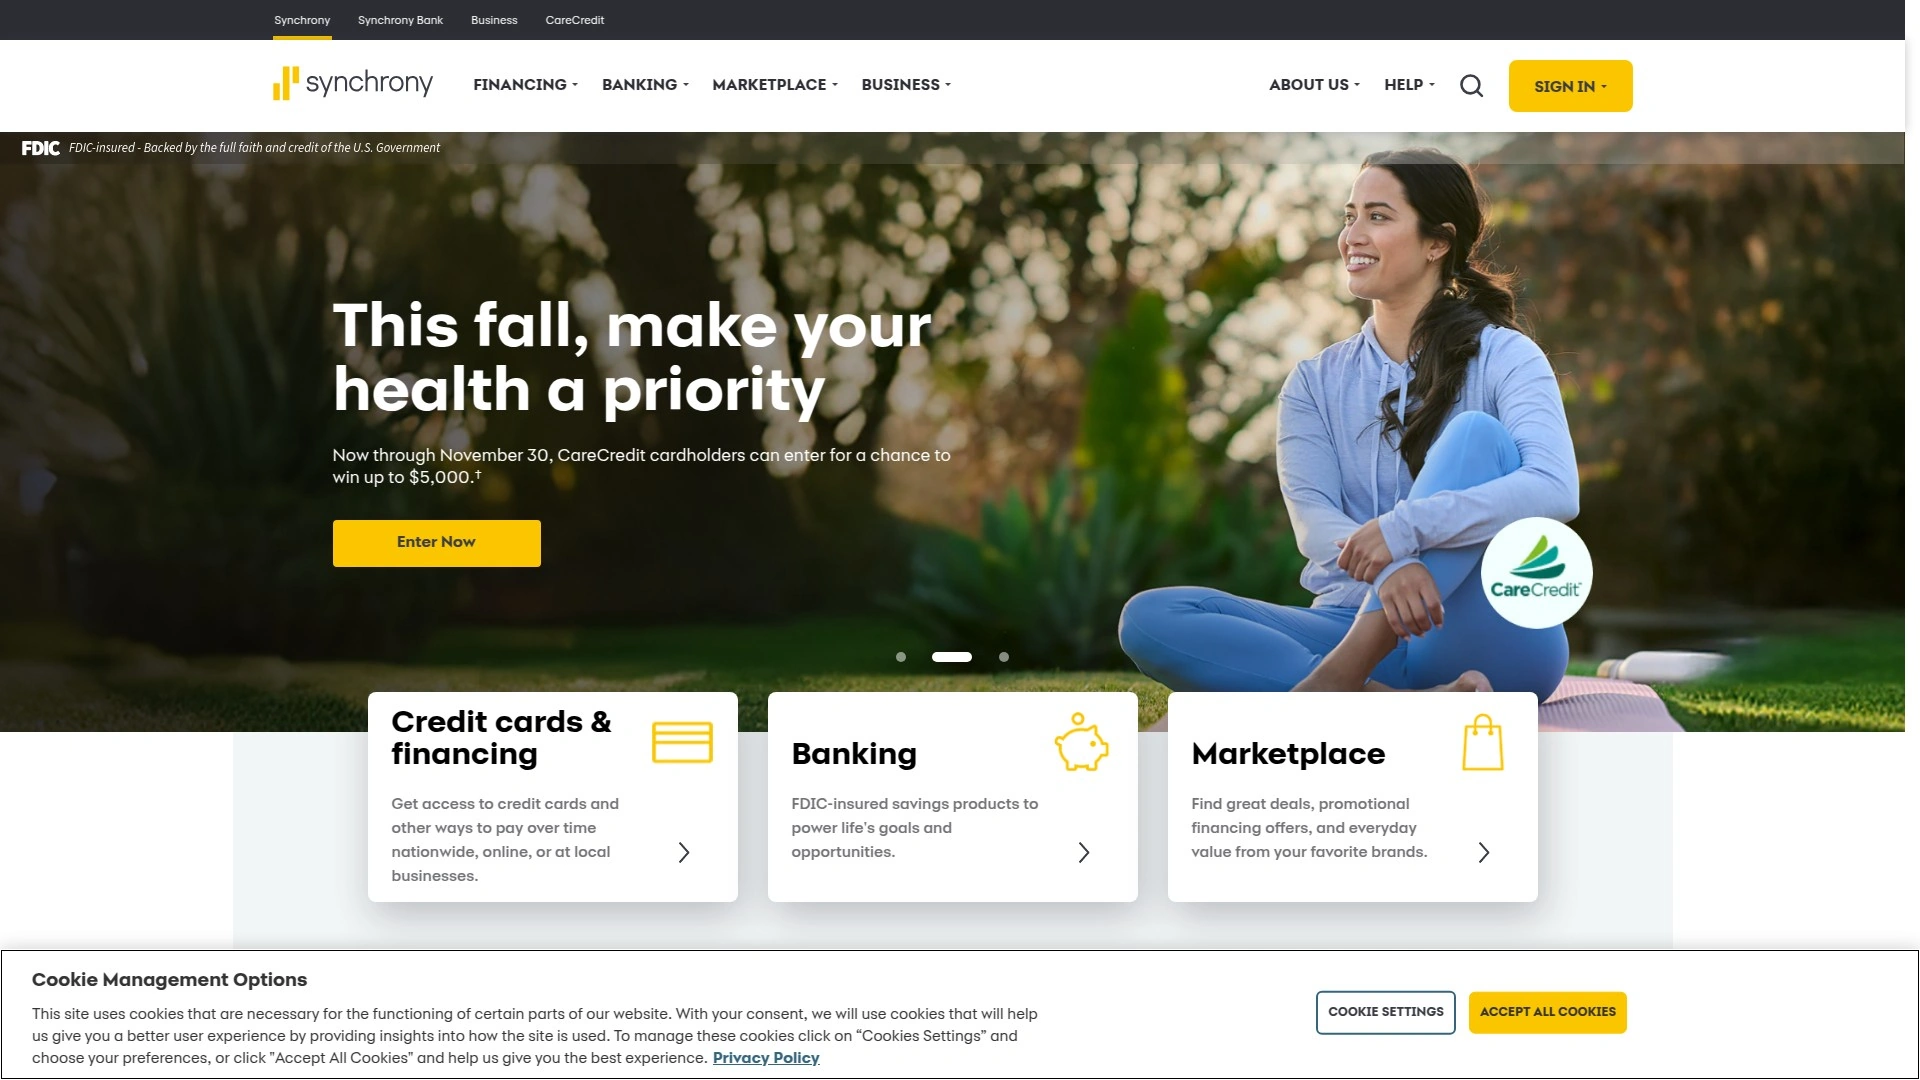 Synchrony Synchrony Bank Business CareCredit
synchrony FINANCING BANKING MARKETPLACE BUSINESS ABOUT US HELP SIGN IN
FDIC FDIC-insured - Backed by the full faith and credit of the U.S. Government
This fall, make your
health a priority
Now through November 30, CareCredit cardholders can enter for a chance to
win up to $5,000.†
Enter Now
CareCredit
Credit cards &
financing
Get access to credit cards and
other ways to pay over time
nationwide, online, or at local
businesses.
Banking
FDIC-insured savings products to
power life's goals and
opportunities.
Marketplace
Find great deals, promotional
financing offers, and everyday
value from your favorite brands.
Cookie Management Options
This site uses cookies that are necessary for the functioning of certain parts of our website. With your consent, we will use cookies that will help
us give you a better user experience by providing insights into how the site is used. To manage these cookies click on “Cookies Settings” and
choose your preferences, or click ”Accept All Cookies” and help us give you the best experience. Privacy Policy
COOKIE SETTINGS ACCEPT ALL COOKIES